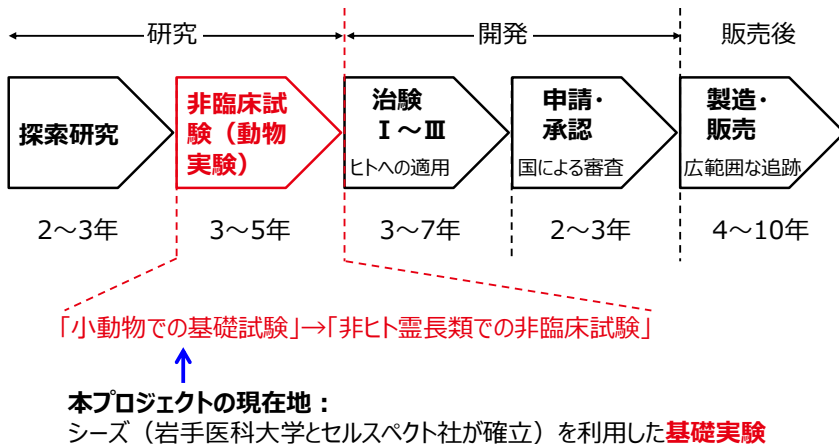 研究
開発
販売後
探索研究
非臨床試
験（動物
実験）
治験
Ⅰ～Ⅲ
ヒトへの適用
申請・
承認
国による審査
製造・
販売
広範囲な追跡
2～3年
3～5年
3～7年
2～3年
4～10年
「小動物での基礎試験」→「非ヒト霊長類での非臨床試験」
本プロジェクトの現在地：
シーズ（岩手医科大学とセルスペクト社が確立）を利用した基礎実験